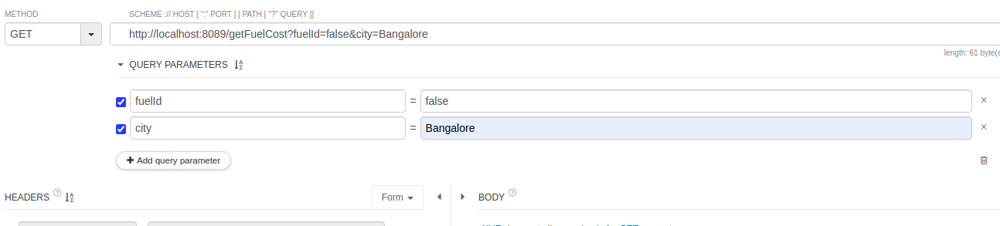 METHOD
SCHEME :// HOST [ ":" PORT ] [ PATH [ "?" QUERY ]]
GET
http://localhost:8089/getFuelCost?fuelId=false&city=Bangalore
length: 61 byte(s
QUERY PARAMETERS
fuelId = false ×
city = Bangalore ×
+ Add query parameter
HEADERS ? Form
BODY ?